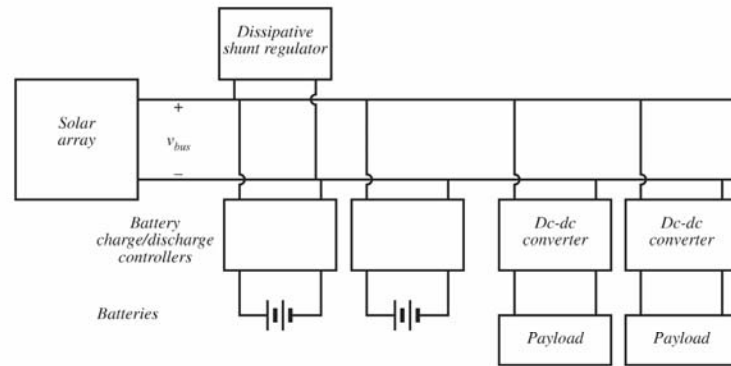 Dissipative
shunt regulator
Solar
array
+
v_bus
–
Battery
charge/discharge
controllers
Dc-dc
converter
Dc-dc
converter
Batteries
Payload
Payload